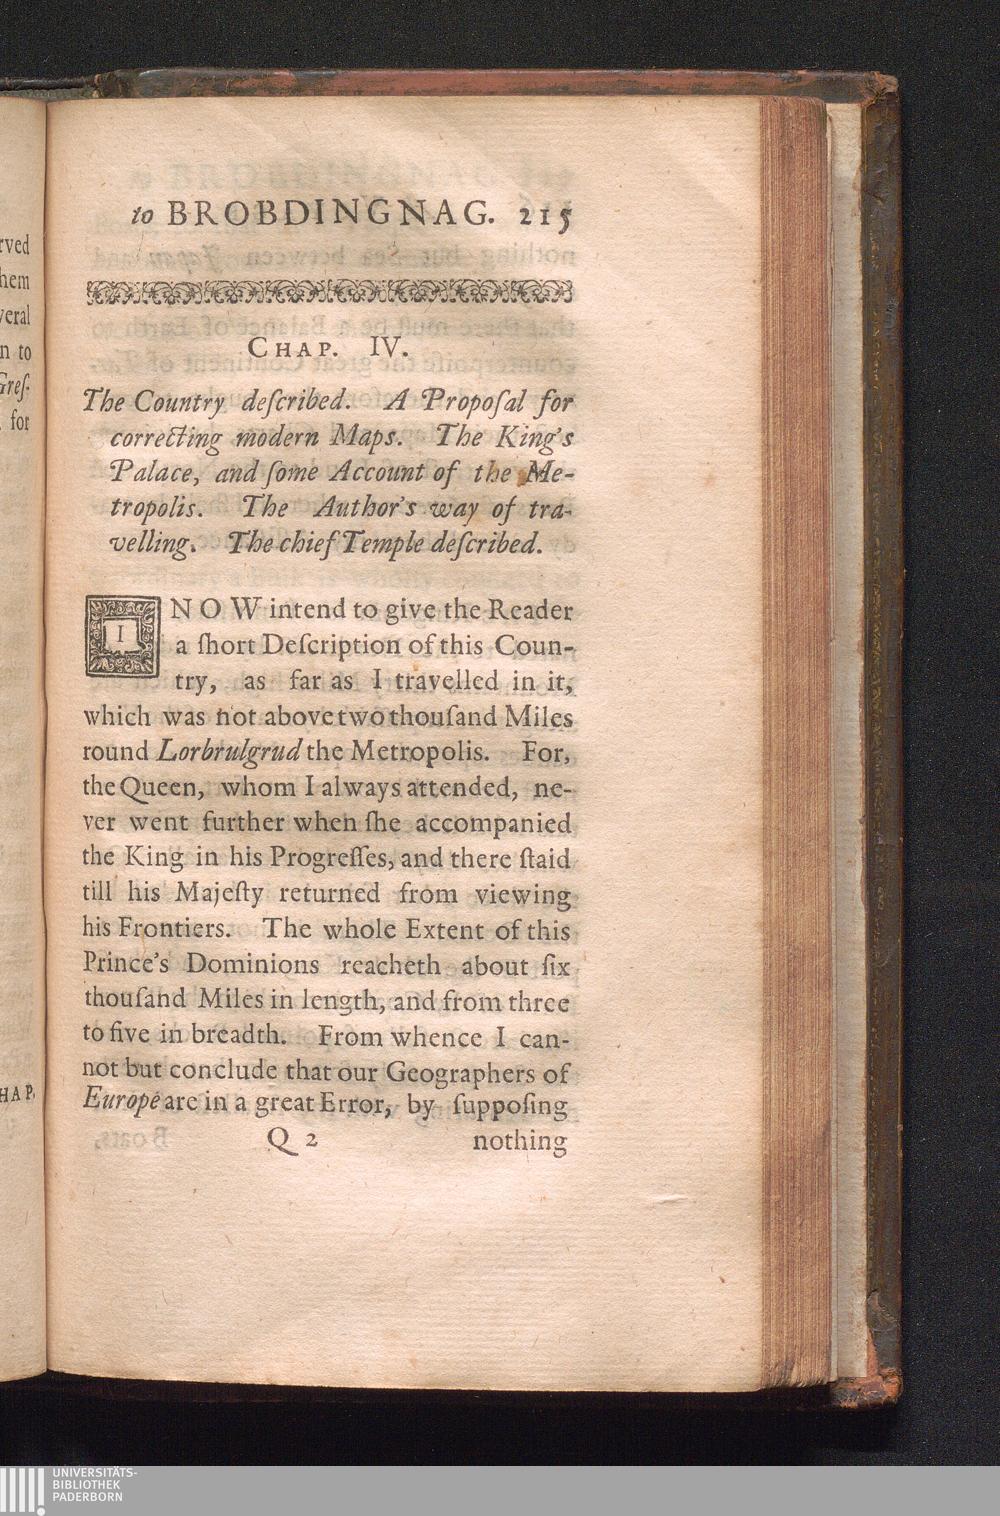 rved
hem
veral
n to
Greſ-
for
HAP.
to BROBDINGNAG. 215
CHAP. IV.
The Country deſcribed. A Propoſal for
correcting modern Maps. The King's
Palace, and ſome Account of the Me-
tropolis. The Author's way of tra-
velling. The chief Temple deſcribed.
I NOW intend to give the Reader
a ſhort Deſcription of this Coun-
try, as far as I travelled in it,
which was not above two thouſand Miles
round Lorbrulgrud the Metropolis. For,
the Queen, whom I always attended, ne-
ver went further when ſhe accompanied
the King in his Progreſſes, and there ſtaid
till his Majeſty returned from viewing
his Frontiers. The whole Extent of this
Prince's Dominions reacheth about ſix
thouſand Miles in length, and from three
to five in breadth. From whence I can-
not but conclude that our Geographers of
Europe are in a great Error, by ſuppoſing
Q 2 nothing
UNIVERSITÄTS-
BIBLIOTHEK
PADERBORN